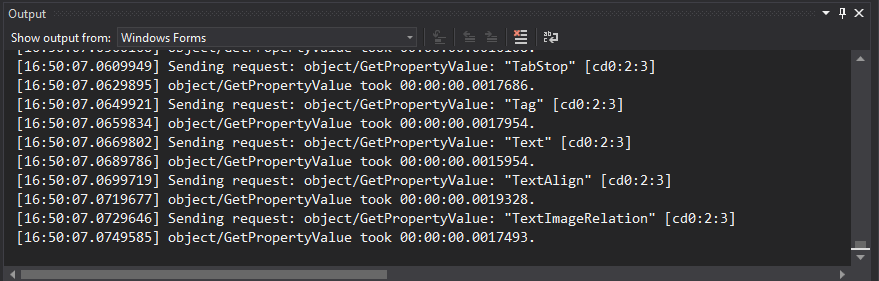 Output
Show output from: Windows Forms
[16:50:07.0609949] Sending request: object/GetPropertyValue: "TabStop" [cd0:2:3]
[16:50:07.0629895] object/GetPropertyValue took 00:00:00.0017686.
[16:50:07.0649921] Sending request: object/GetPropertyValue: "Tag" [cd0:2:3]
[16:50:07.0659834] object/GetPropertyValue took 00:00:00.0017954.
[16:50:07.0669802] Sending request: object/GetPropertyValue: "Text" [cd0:2:3]
[16:50:07.0689786] object/GetPropertyValue took 00:00:00.0015954.
[16:50:07.0699719] Sending request: object/GetPropertyValue: "TextAlign" [cd0:2:3]
[16:50:07.0719677] object/GetPropertyValue took 00:00:00.0019328.
[16:50:07.0729646] Sending request: object/GetPropertyValue: "TextImageRelation" [cd0:2:3]
[16:50:07.0749585] object/GetPropertyValue took 00:00:00.0017493.